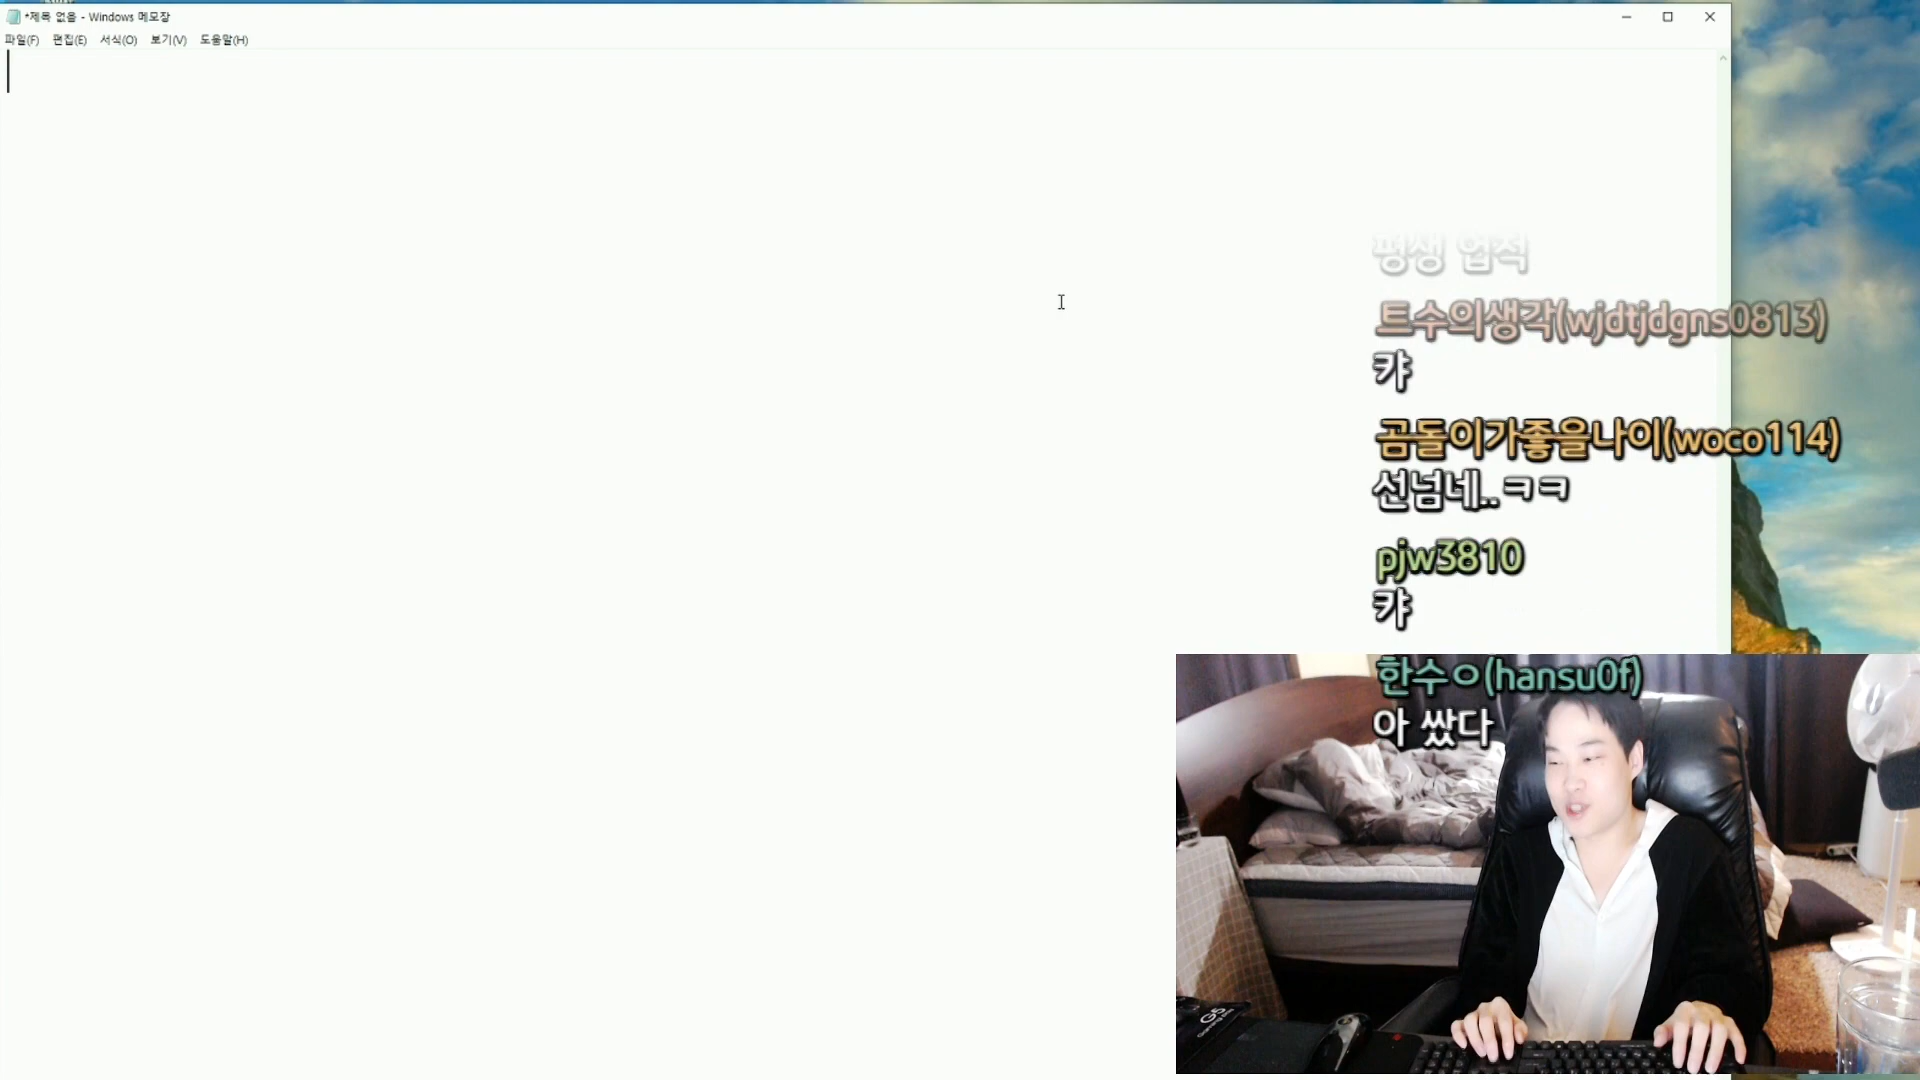 *제목 없음 - Windows 메모장
파일(F) 편집(E) 서식(O) 보기(V) 도움말(H)
평생 업적
트수의생각(wjdtjdgns0813)
캬
곰돌이가좋을나이(woco114)
선넘네..ㅋㅋ
pjw3810
캬
한수ㅇ(hansu0f)
아 쌌다
G5